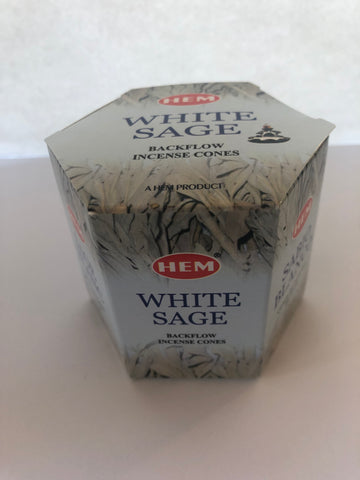 HEM
WHITE
SAGE
BACKFLOW
INCENSE CONES
A HEM PRODUCT
HEM
WHITE
SAGE
BACKFLOW
INCENSE CONES
HEM